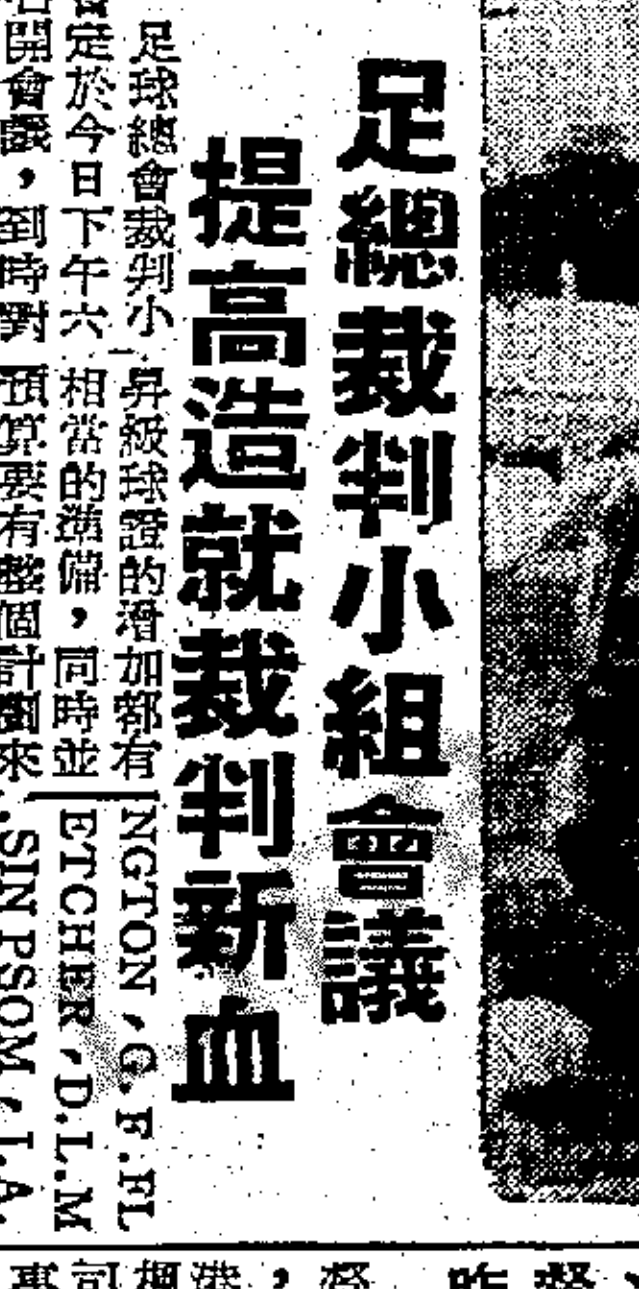 足總裁判小組會議
提高造就裁判新血
足球總會裁判小
定於今日下午六
開會議，到時對
昇級球證的潛加都有
相當的準備，同時並
預算要有整個計劃來
NGTON，G. F. FL
ETCHER，D.L.M
SIN PSOM，L.A.